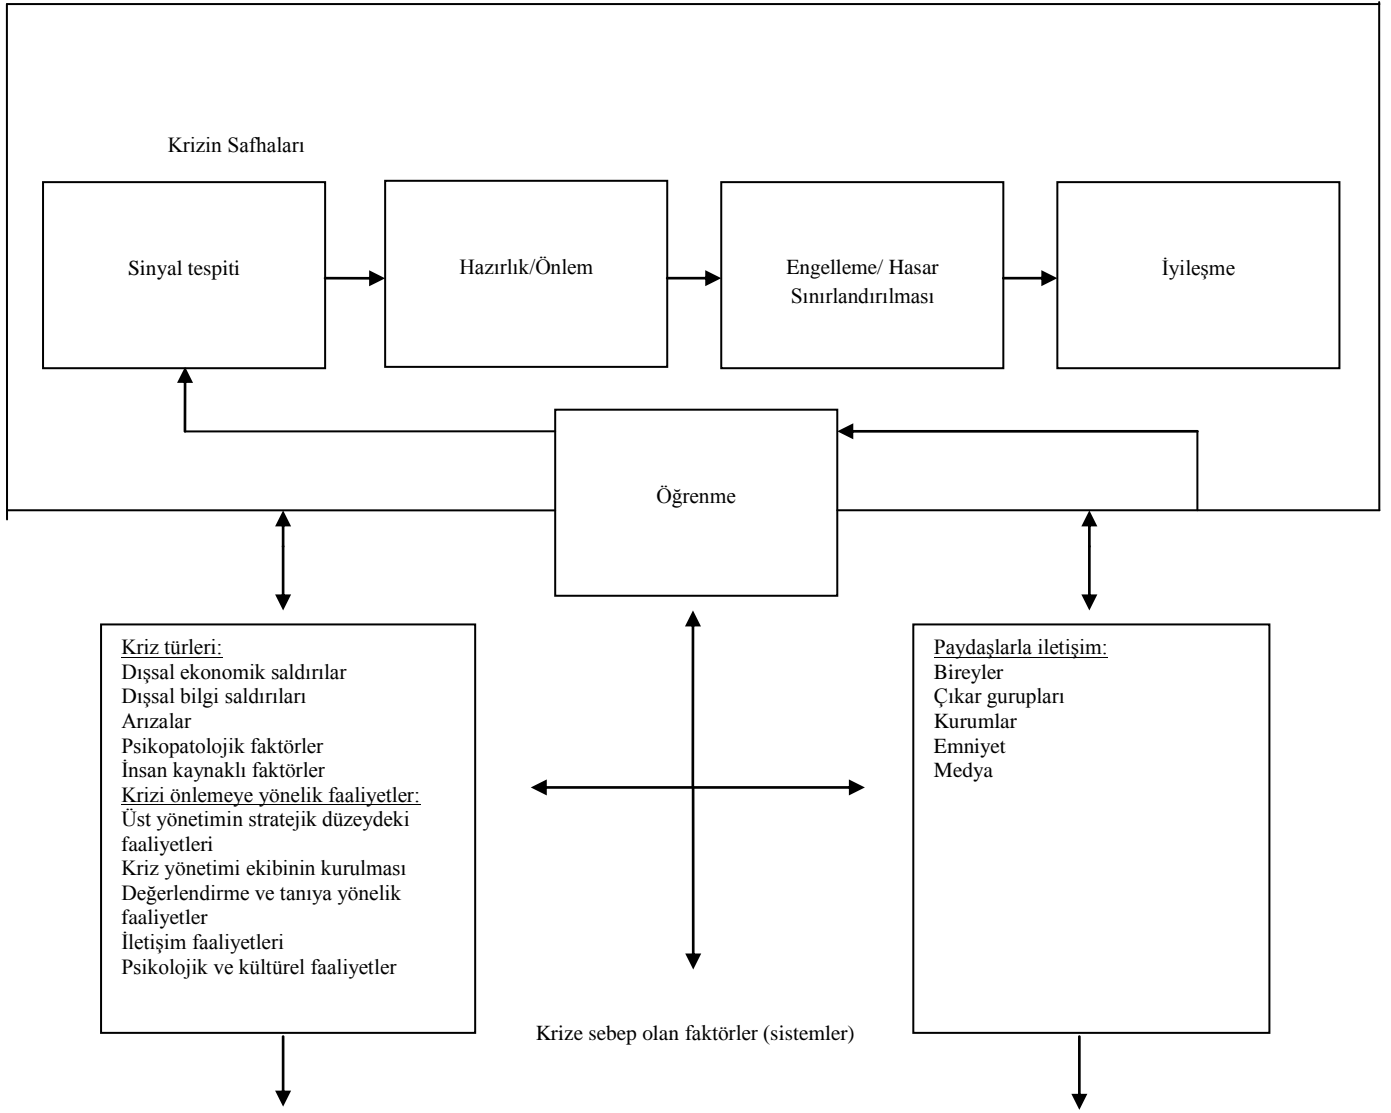 Krizin Safhaları
Sinyal tespiti
Hazırlık/Önlem
Engelleme/ Hasar
Sınırlandırılması
İyileşme
Öğrenme
Kriz türleri:
Dışsal ekonomik saldırılar
Dışsal bilgi saldırıları
Arızalar
Psikopatolojik faktörler
İnsan kaynaklı faktörler
Krizi önlemeye yönelik faaliyetler:
Üst yönetimin stratejik düzeydeki
faaliyetleri
Kriz yönetimi ekibinin kurulması
Değerlendirme ve tanıya yönelik
faaliyetler
İletişim faaliyetleri
Psikolojik ve kültürel faaliyetler
Paydaşlarla iletişim:
Bireyler
Çıkar gurupları
Kurumlar
Emniyet
Medya
Krize sebep olan faktörler (sistemler)